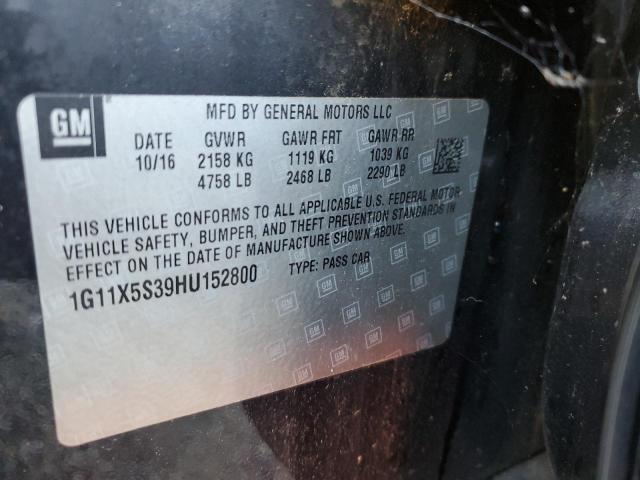 GM
MFD BY GENERAL MOTORS LLC
DATE GVWR GAWR FRT GAWR RR
10/16 2158 KG 1119 KG 1039 KG
4758 LB 2468 LB 2290 LB
THIS VEHICLE CONFORMS TO ALL APPLICABLE U.S. FEDERAL MOTOR
VEHICLE SAFETY, BUMPER, AND THEFT PREVENTION STANDARDS IN
EFFECT ON THE DATE OF MANUFACTURE SHOWN ABOVE.
1G11X5S39HU152800 TYPE: PASS CAR